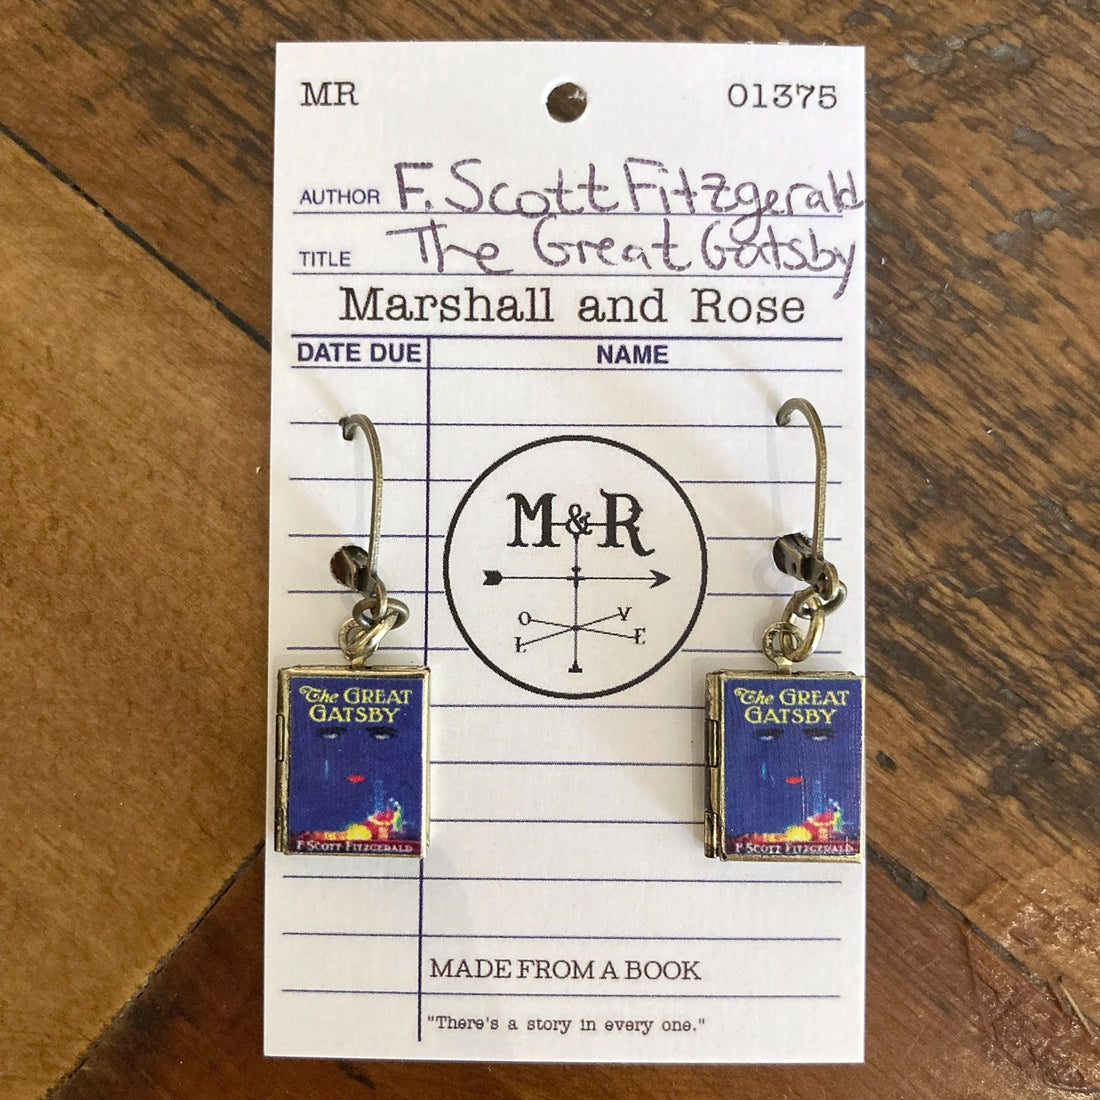 MR 01375
AUTHOR F. Scott Fitzgerald
TITLE The Great Gatsby
Marshall and Rose
DATE DUE NAME
M&R
O V
L E
The GREAT
GATSBY
F. SCOTT FITZGERALD
The GREAT
GATSBY
F. SCOTT FITZGERALD
MADE FROM A BOOK
"There's a story in every one."